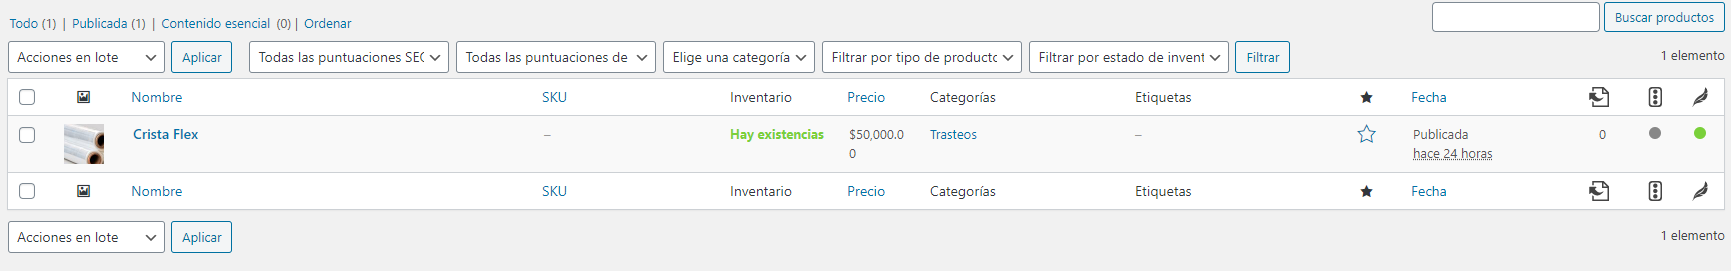 Todo (1) | Publicada (1) | Contenido esencial (0) | Ordenar
Buscar productos
Acciones en lote Aplicar Todas las puntuaciones SEO Todas las puntuaciones de Elige una categoría Filtrar por tipo de producto Filtrar por estado de invent Filtrar 1 elemento
Nombre SKU Inventario Precio Categorías Etiquetas Fecha
Crista Flex – Hay existencias $50,000.0 Trasteos – Publicada 0
0 hace 24 horas
Nombre SKU Inventario Precio Categorías Etiquetas Fecha
Acciones en lote Aplicar 1 elemento